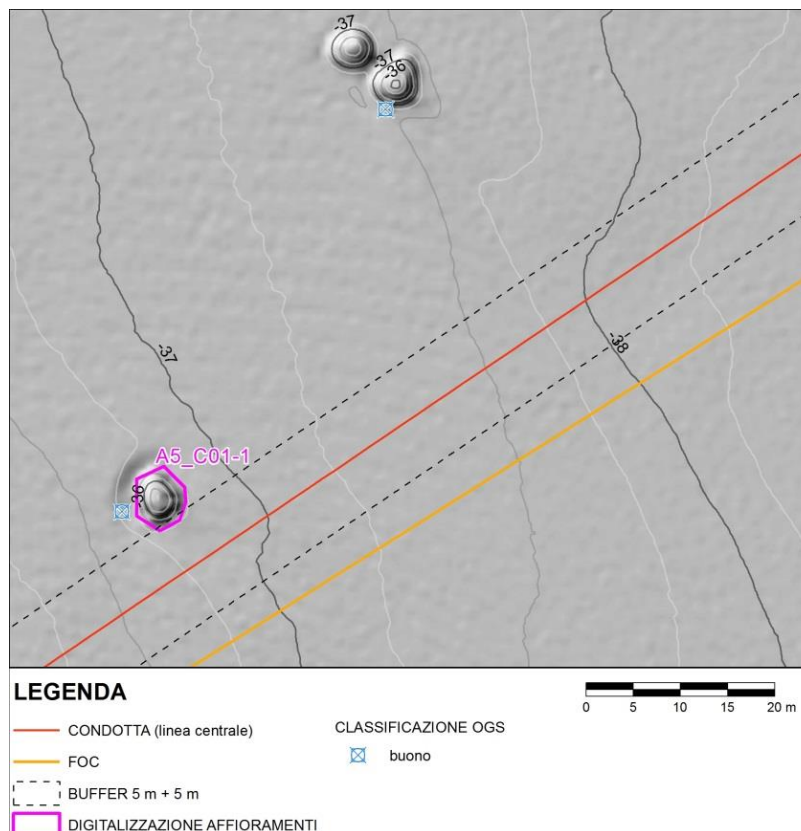 -37
-37
-36
-37
-38
A5_C01-1
-36
LEGENDA
0 5 10 15 20 m
CONDOTTA (linea centrale)
CLASSIFICAZIONE OGS
FOC
buono
BUFFER 5 m + 5 m
DIGITALIZZAZIONE AFFIORAMENTI